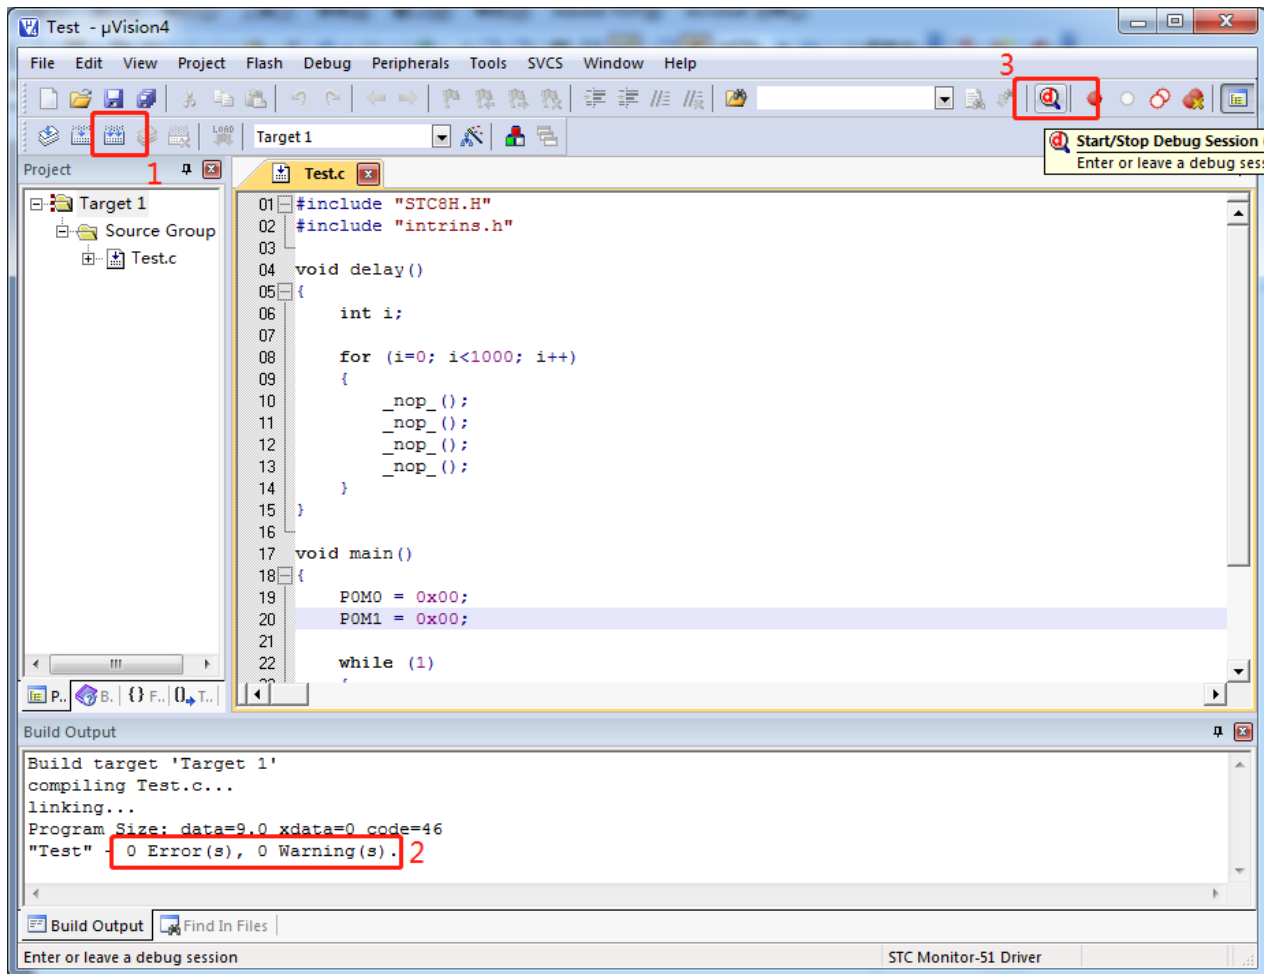 Test - µVision4
File Edit View Project Flash Debug Peripherals Tools SVCS Window Help
3
LOAD
Target 1
Start/Stop Debug Session
Enter or leave a debug ses
Project
1
Test.c
Target 1
Source Group
Test.c
01 #include "STC8H.H"
02 #include "intrins.h"
03
04 void delay()
05 {
06 int i;
07
08 for (i=0; i<1000; i++)
09 {
10 _nop_();
11 _nop_();
12 _nop_();
13 _nop_();
14 }
15 }
16
17 void main()
18 {
19 P0M0 = 0x00;
20 P0M1 = 0x00;
21
22 while (1)
P.. B. {} F.. T..
Build Output
Build target 'Target 1'
compiling Test.c...
linking...
Program Size: data=9.0 xdata=0 code=46
"Test" - 0 Error(s), 0 Warning(s).
2
Build Output Find In Files
Enter or leave a debug session STC Monitor-51 Driver